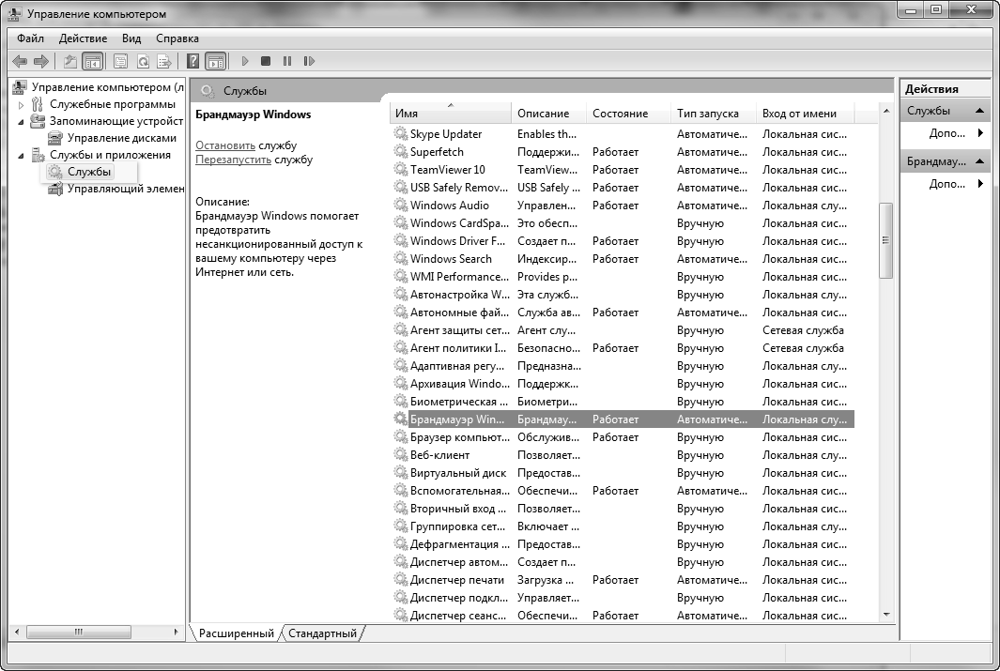 Управление компьютером
Файл Действие Вид Справка
Управление компьютером (л
Служебные программы
Запоминающие устройст
Управление дисками
Службы и приложения
Службы
Управляющий элемен
Службы
Брандмауэр Windows
Остановить службу
Перезапустить службу
Описание:
Брандмауэр Windows помогает
предотвратить
несанкционированный доступ к
вашему компьютеру через
Интернет или сеть.
Имя Описание Состояние Тип запуска Вход от имени
Skype Updater Enables th... Автоматиче... Локальная сис...
Superfetch Поддержи... Работает Автоматиче... Локальная сис...
TeamViewer 10 TeamView... Работает Автоматиче... Локальная сис...
USB Safely Remov... USB Safely ... Работает Автоматиче... Локальная сис...
Windows Audio Управлен... Работает Автоматиче... Локальная слу...
Windows CardSpa... Это обесп... Вручную Локальная сис...
Windows Driver F... Создает п... Работает Вручную Локальная сис...
Windows Search Индексир... Работает Автоматиче... Локальная сис...
WMI Performance... Provides p... Вручную Локальная сис...
Автонастройка W... Эта служб... Вручную Локальная слу...
Автономные фай... Служба ав... Работает Автоматиче... Локальная сис...
Агент защиты сет... Агент слу... Вручную Сетевая служба
Агент политики I... Безопасно... Работает Вручную Сетевая служба
Адаптивная регу... Предназна... Вручную Локальная слу...
Архивация Windo... Поддержк... Вручную Локальная сис...
Биометрическая ... Биометри... Вручную Локальная сис...
Брандмауэр Win... Брандмау... Работает Автоматиче... Локальная слу...
Браузер компьют... Обслужив... Работает Вручную Локальная сис...
Веб-клиент Позволяет... Вручную Локальная слу...
Виртуальный диск Предостав... Вручную Локальная сис...
Вспомогательная... Обеспечи... Работает Автоматиче... Локальная сис...
Вторичный вход ... Позволяет... Вручную Локальная сис...
Группировка сет... Включает ... Вручную Локальная слу...
Дефрагментация ... Предостав... Вручную Локальная сис...
Диспетчер автом... Создает п... Вручную Локальная сис...
Диспетчер печати Загрузка ... Работает Автоматиче... Локальная сис...
Диспетчер подкл... Управляет... Вручную Локальная сис...
Диспетчер сеанс... Обеспечи... Работает Автоматиче... Локальная сис...
Расширенный Стандартный
Действия
Службы
Допо...
Брандмау...
Допо...